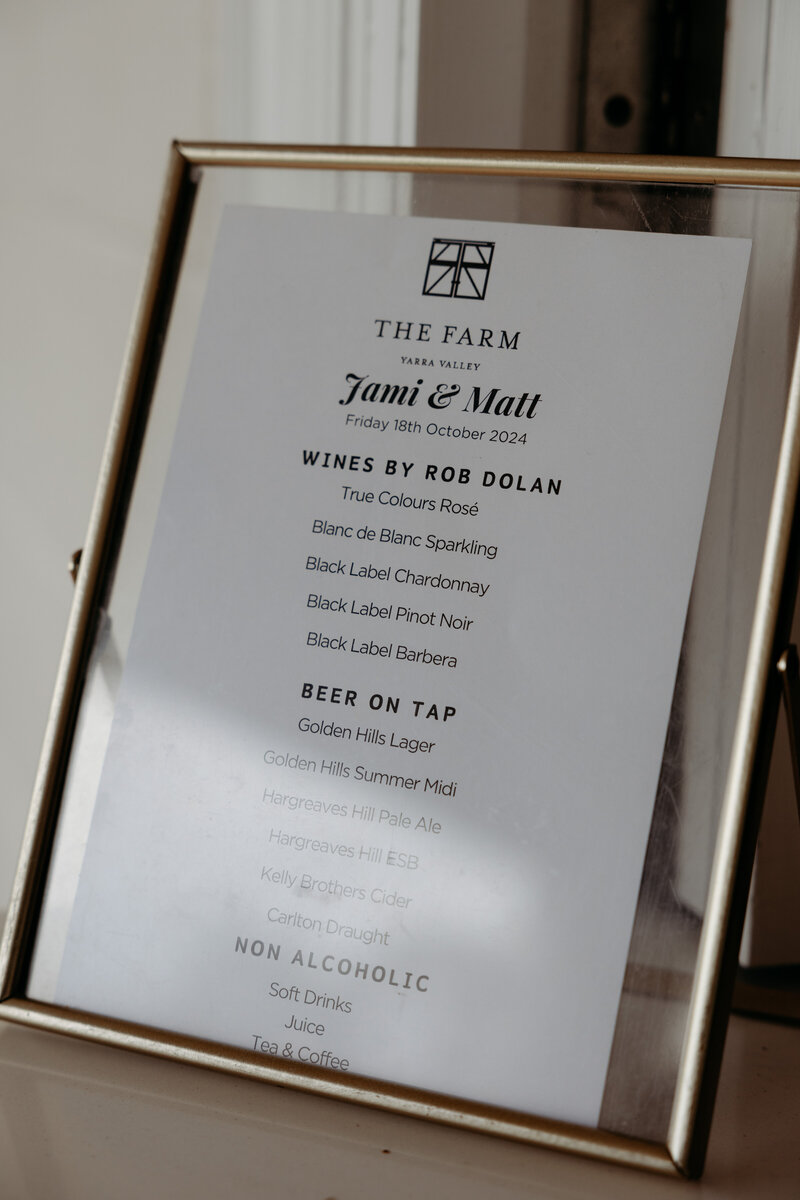 THE FARM
YARRA VALLEY
Jami & Matt
Friday 18th October 2024
WINES BY ROB DOLAN
True Colours Rosé
Blanc de Blanc Sparkling
Black Label Chardonnay
Black Label Pinot Noir
Black Label Barbera
BEER ON TAP
Golden Hills Lager
Golden Hills Summer Midi
Hargreaves Hill Pale Ale
Hargreaves Hill ESB
Kelly Brothers Cider
Carlton Draught
NON ALCOHOLIC
Soft Drinks
Juice
Tea & Coffee